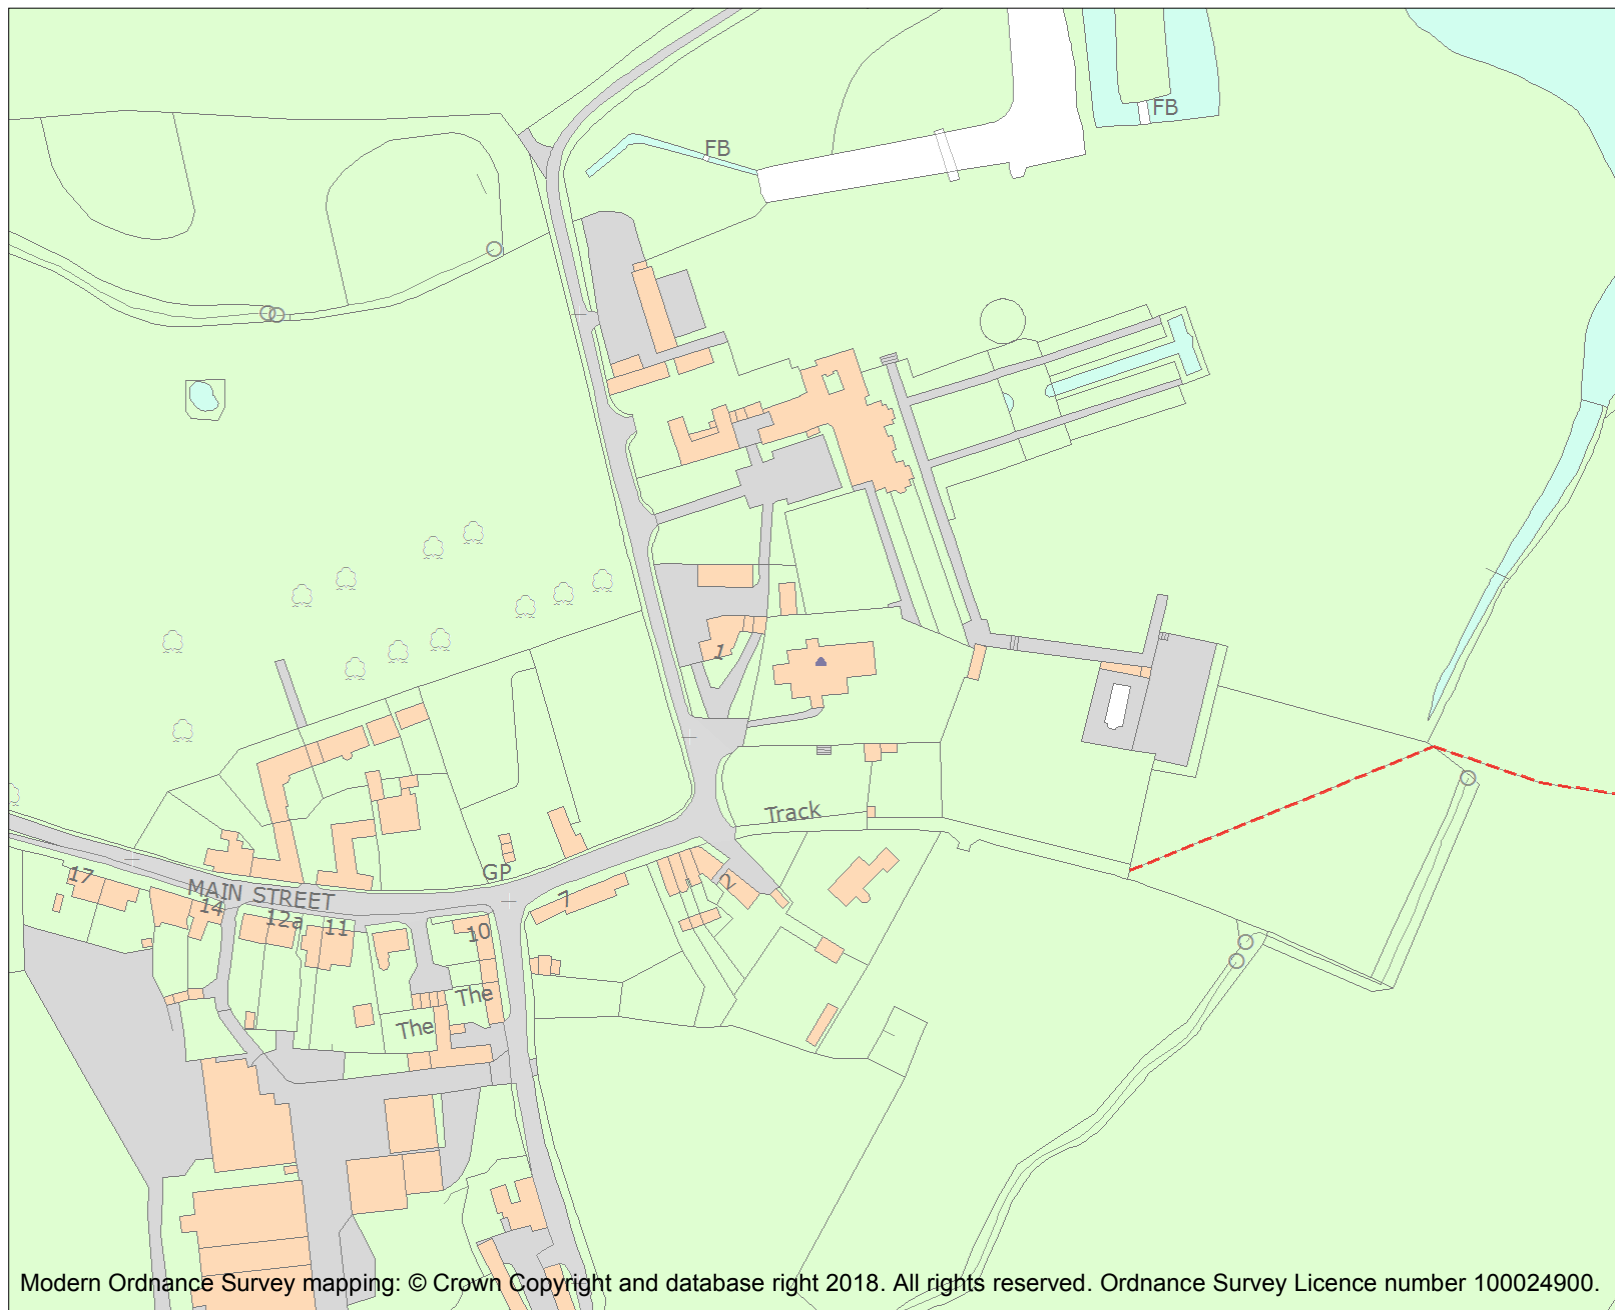 FB
FB
1
Track
GP
17
MAIN STREET
14
12a
11
7
2
10
The
The
Modern Ordnance Survey mapping: © Crown Copyright and database right 2018. All rights reserved. Ordnance Survey Licence number 100024900.